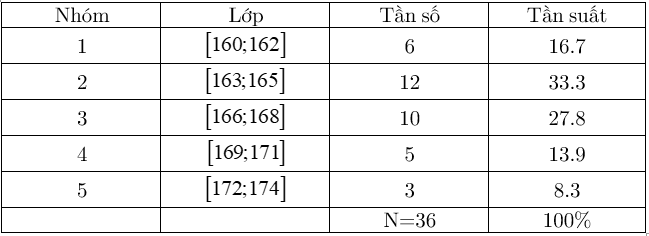 Nhóm Lớp Tần số Tần suất
1 [160;162] 6 16.7
2 [163;165] 12 33.3
3 [166;168] 10 27.8
4 [169;171] 5 13.9
5 [172;174] 3 8.3
N=36 100%